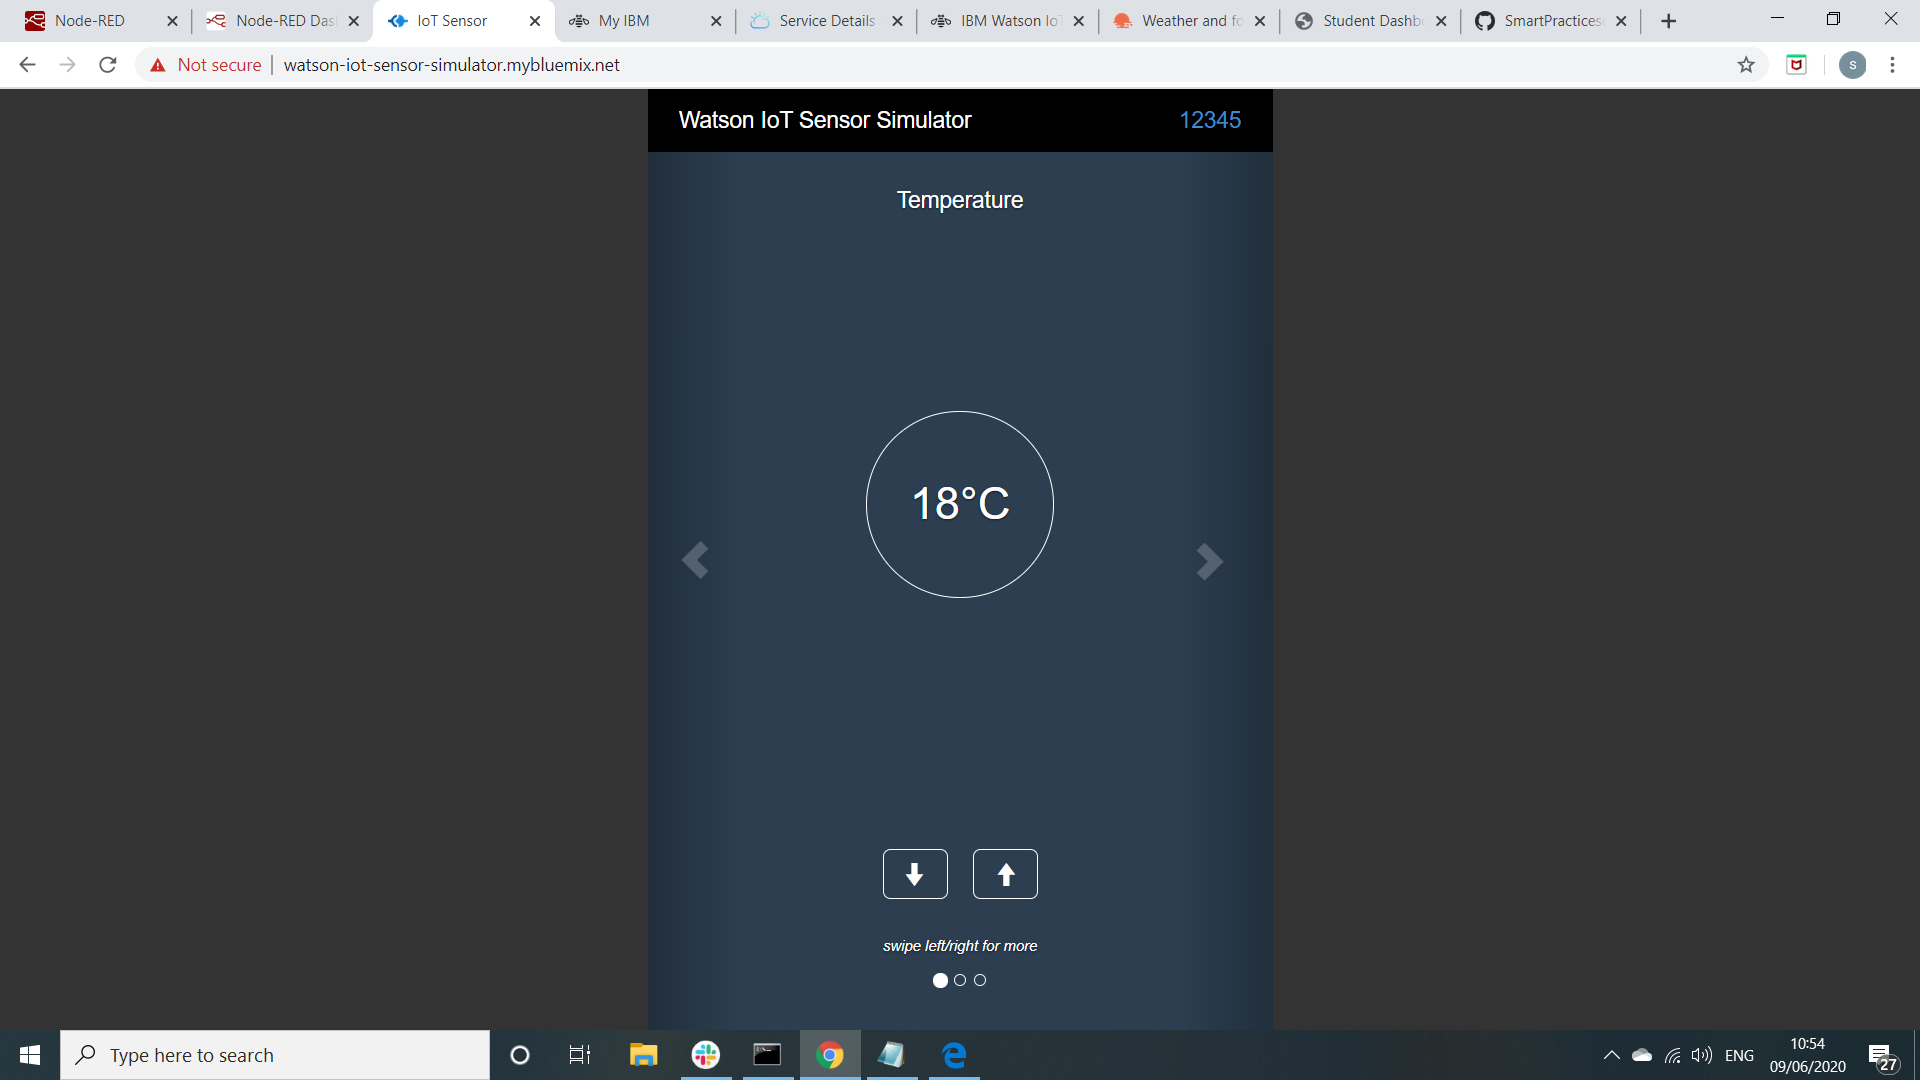 Node-RED
Node-RED Das
IoT Sensor
My IBM
Service Details
IBM Watson Io
Weather and fo
Student Dashb
SmartPractices
Not secure
watson-iot-sensor-simulator.mybluemix.net
s
Watson IoT Sensor Simulator
12345
Temperature
18°C
swipe left/right for more
Type here to search
ENG
10:54
09/06/2020
27